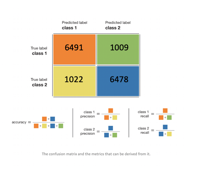 Predicted label
class 1
Predicted label
class 2
True label
class 1
6491
1009
True label
class 2
1022
6478
accuracy =
class 1
precision =
class 2
precision =
class 1
recall =
class 2
recall =
The confusion matrix and the metrics that can be derived from it.